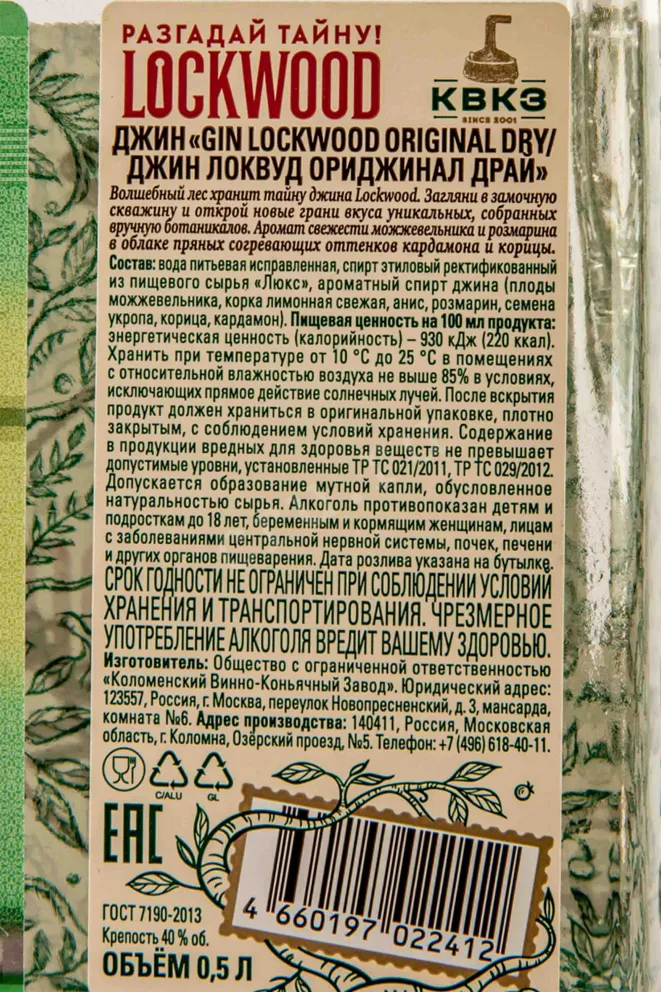 РАЗГАДАЙ ТАЙНУ!
LOCKWOOD
КВКЗ
SINCE 2001
ДЖИН «GIN LOCKWOOD ORIGINAL DRY/
ДЖИН ЛОКВУД ОРИДЖИНАЛ ДРАЙ»
Волшебный лес хранит тайну джина Lockwood. Загляни в замочную
скважину и открой новые грани вкуса уникальных, собранных
вручную ботаникалов. Аромат свежести можжевельника и розмарина
в облаке пряных согревающих оттенков кардамона и корицы.
Состав: вода питьевая исправленная, спирт этиловый ректификованный
из пищевого сырья «Люкс», ароматный спирт джина (плоды
можжевельника, корка лимонная свежая, анис, розмарин, семена
укропа, корица, кардамон). Пищевая ценность на 100 мл продукта:
энергетическая ценность (калорийность) – 930 кДж (220 ккал).
Хранить при температуре от 10 °C до 25 °C в помещениях
с относительной влажностью воздуха не выше 85% в условиях,
исключающих прямое действие солнечных лучей. После вскрытия
продукт должен храниться в оригинальной упаковке, плотно
закрытым, с соблюдением условий хранения. Содержание
в продукции вредных для здоровья веществ не превышает
допустимые уровни, установленные ТР ТС 021/2011, ТР ТС 029/2012.
Допускается образование мутной капли, обусловленное
натуральностью сырья. Алкоголь противопоказан детям и
подросткам до 18 лет, беременным и кормящим женщинам, лицам
с заболеваниями центральной нервной системы, почек, печени
и других органов пищеварения. Дата розлива указана на бутылке.
СРОК ГОДНОСТИ НЕ ОГРАНИЧЕН ПРИ СОБЛЮДЕНИИ УСЛОВИЙ
ХРАНЕНИЯ И ТРАНСПОРТИРОВАНИЯ. ЧРЕЗМЕРНОЕ
УПОТРЕБЛЕНИЕ АЛКОГОЛЯ ВРЕДИТ ВАШЕМУ ЗДОРОВЬЮ.
Изготовитель: Общество с ограниченной ответственностью
«Коломенский Винно-Коньячный Завод». Юридический адрес:
123557, Россия, г. Москва, переулок Новопресненский, д. 3, мансарда,
комната №6. Адрес производства: 140411, Россия, Московская
область, г. Коломна, Озёрский проезд, №5. Телефон: +7 (496) 618-40-11.
C/ALU
GL
EAC
ГОСТ 7190-2013
Крепость 40 % об.
ОБЪЁМ 0,5 Л
4 660197 022412